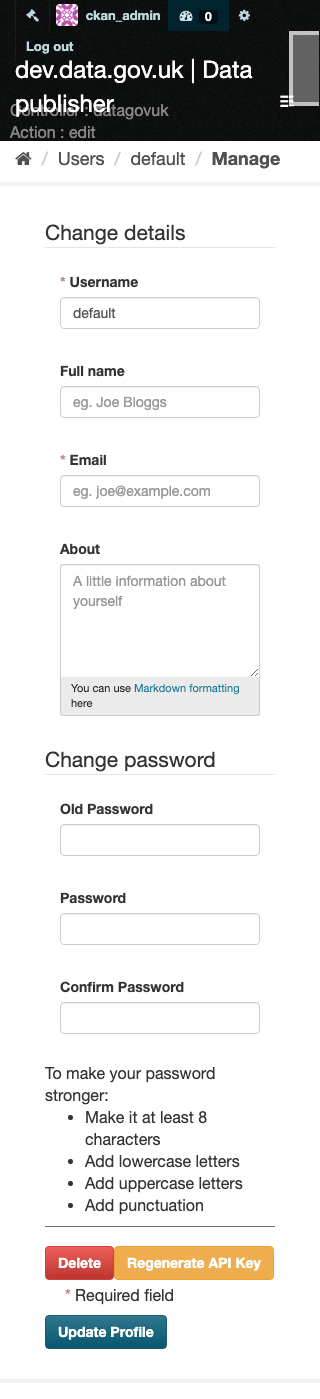 ckan_admin 0
Log out
dev.data.gov.uk | Data
publisher
Controller : datagovuk
Action : edit
/ Users / default / Manage
Change details
* Username
default
Full name
eg. Joe Bloggs
* Email
eg. joe@example.com
About
A little information about
yourself
You can use Markdown formatting
here
Change password
Old Password
Password
Confirm Password
To make your password
stronger:
• Make it at least 8
characters
• Add lowercase letters
• Add uppercase letters
• Add punctuation
Delete Regenerate API Key
* Required field
Update Profile